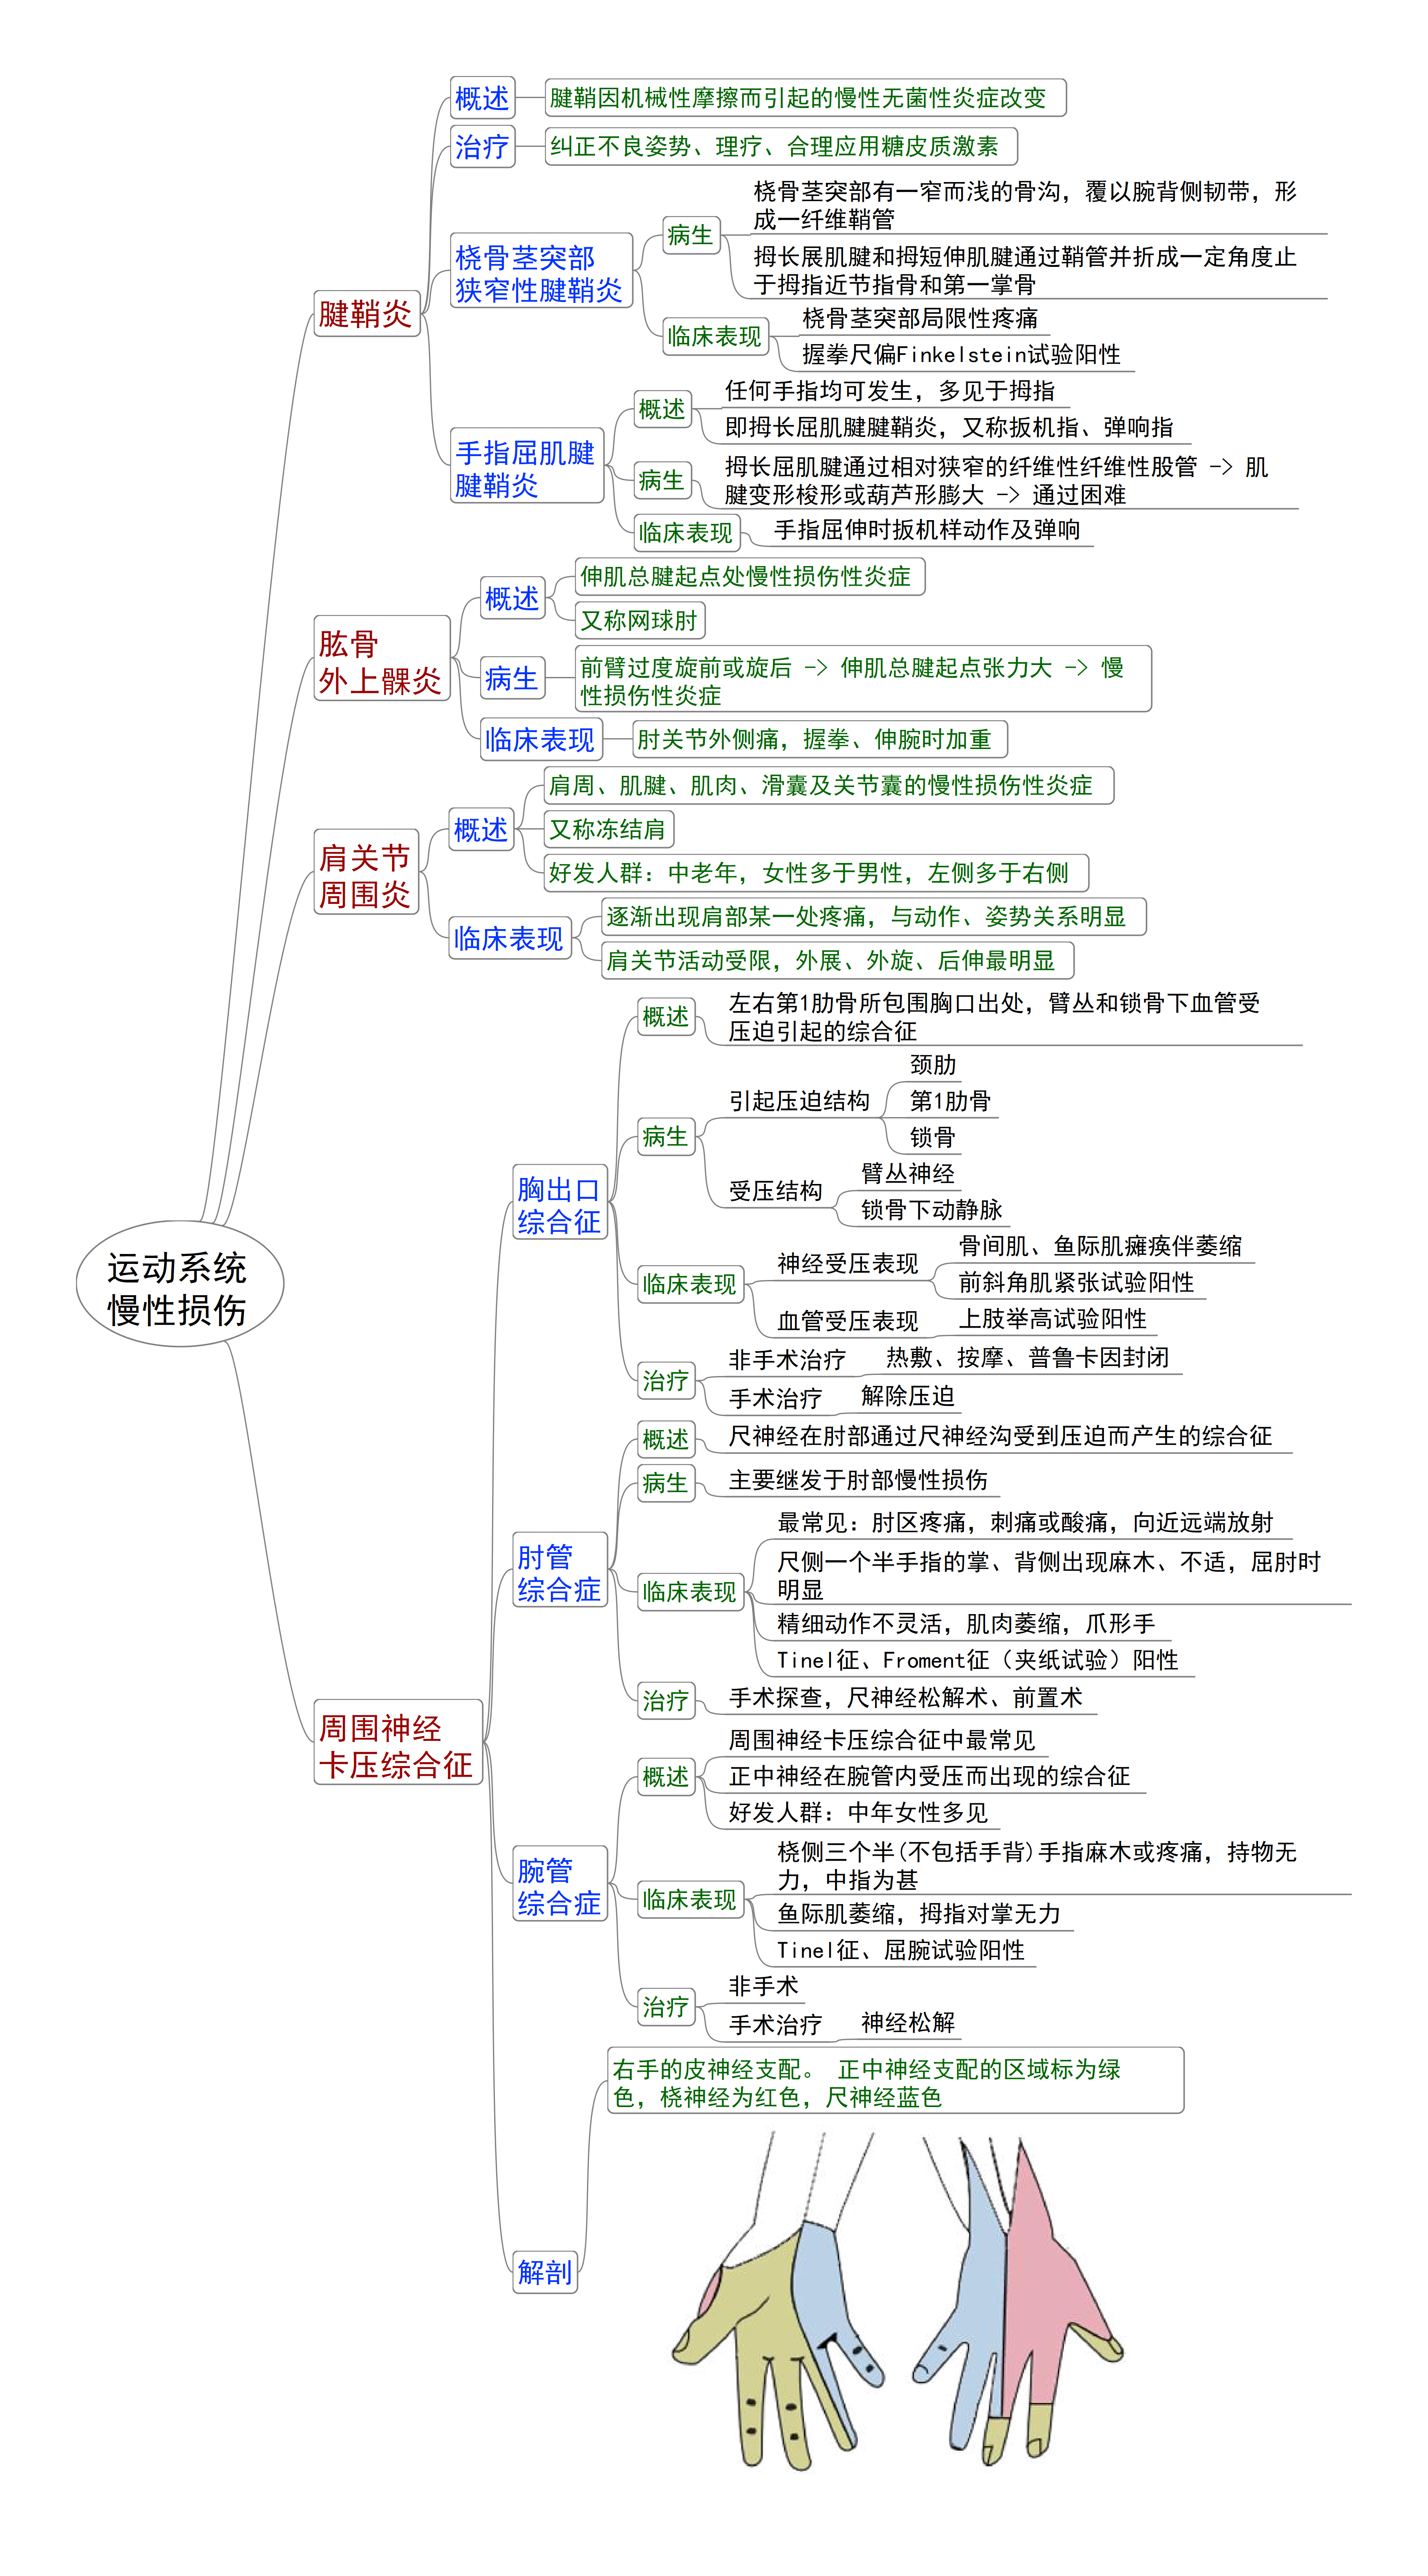 运动系统
慢性损伤
腱鞘炎
概述
腱鞘因机械性摩擦而引起的慢性无菌性炎症改变
治疗
纠正不良姿势、理疗、合理应用糖皮质激素
桡骨茎突部
狭窄性腱鞘炎
病生
桡骨茎突部有一窄而浅的骨沟，覆以腕背侧韧带，形
成一纤维鞘管
拇长展肌腱和拇短伸肌腱通过鞘管并折成一定角度止
于拇指近节指骨和第一掌骨
临床表现
桡骨茎突部局限性疼痛
握拳尺偏Finkelstein试验阳性
手指屈肌腱
腱鞘炎
概述
任何手指均可发生，多见于拇指
即拇长屈肌腱腱鞘炎，又称扳机指、弹响指
病生
拇长屈肌腱通过相对狭窄的纤维性纤维性股管 -> 肌
腱变形梭形或葫芦形膨大 -> 通过困难
临床表现
手指屈伸时扳机样动作及弹响
肱骨
外上髁炎
概述
伸肌总腱起点处慢性损伤性炎症
又称网球肘
病生
前臂过度旋前或旋后 -> 伸肌总腱起点张力大 -> 慢
性损伤性炎症
临床表现
肘关节外侧痛，握拳、伸腕时加重
肩关节
周围炎
概述
肩周、肌腱、肌肉、滑囊及关节囊的慢性损伤性炎症
又称冻结肩
好发人群：中老年，女性多于男性，左侧多于右侧
临床表现
逐渐出现肩部某一处疼痛，与动作、姿势关系明显
肩关节活动受限，外展、外旋、后伸最明显
周围神经
卡压综合征
胸出口
综合征
概述
左右第1肋骨所包围胸口出处，臂丛和锁骨下血管受
压迫引起的综合征
病生
引起压迫结构
颈肋
第1肋骨
锁骨
受压结构
臂丛神经
锁骨下动静脉
临床表现
神经受压表现
骨间肌、鱼际肌瘫痪伴萎缩
前斜角肌紧张试验阳性
血管受压表现
上肢举高试验阳性
治疗
非手术治疗
热敷、按摩、普鲁卡因封闭
手术治疗
解除压迫
肘管
综合症
概述
尺神经在肘部通过尺神经沟受到压迫而产生的综合征
病生
主要继发于肘部慢性损伤
临床表现
最常见：肘区疼痛，刺痛或酸痛，向近远端放射
尺侧一个半手指的掌、背侧出现麻木、不适，屈肘时
明显
精细动作不灵活，肌肉萎缩，爪形手
Tinel征、Froment征（夹纸试验）阳性
治疗
手术探查，尺神经松解术、前置术
腕管
综合症
概述
周围神经卡压综合征中最常见
正中神经在腕管内受压而出现的综合征
好发人群：中年女性多见
临床表现
桡侧三个半(不包括手背)手指麻木或疼痛，持物无
力，中指为甚
鱼际肌萎缩，拇指对掌无力
Tinel征、屈腕试验阳性
治疗
非手术
手术治疗
神经松解
解剖
右手的皮神经支配。 正中神经支配的区域标为绿
色，桡神经为红色，尺神经蓝色